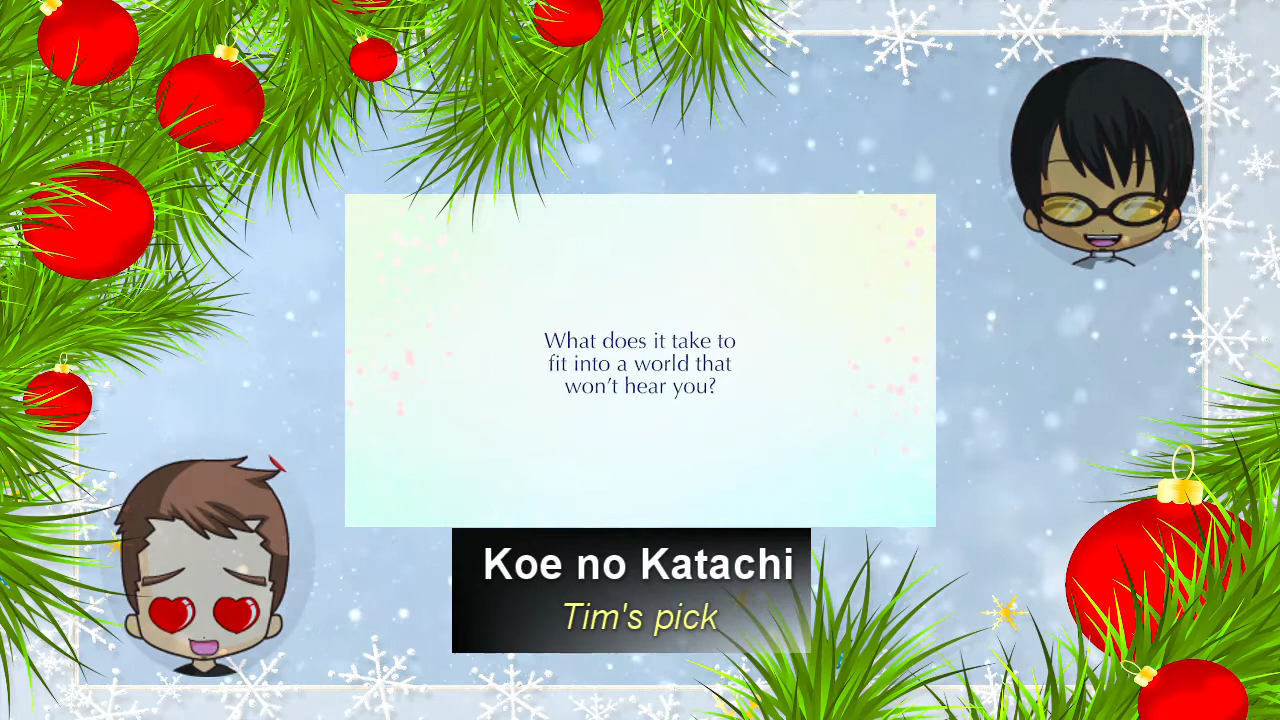 What does it take to
fit into a world that
won't hear you?
Koe no Katachi
Tim's pick